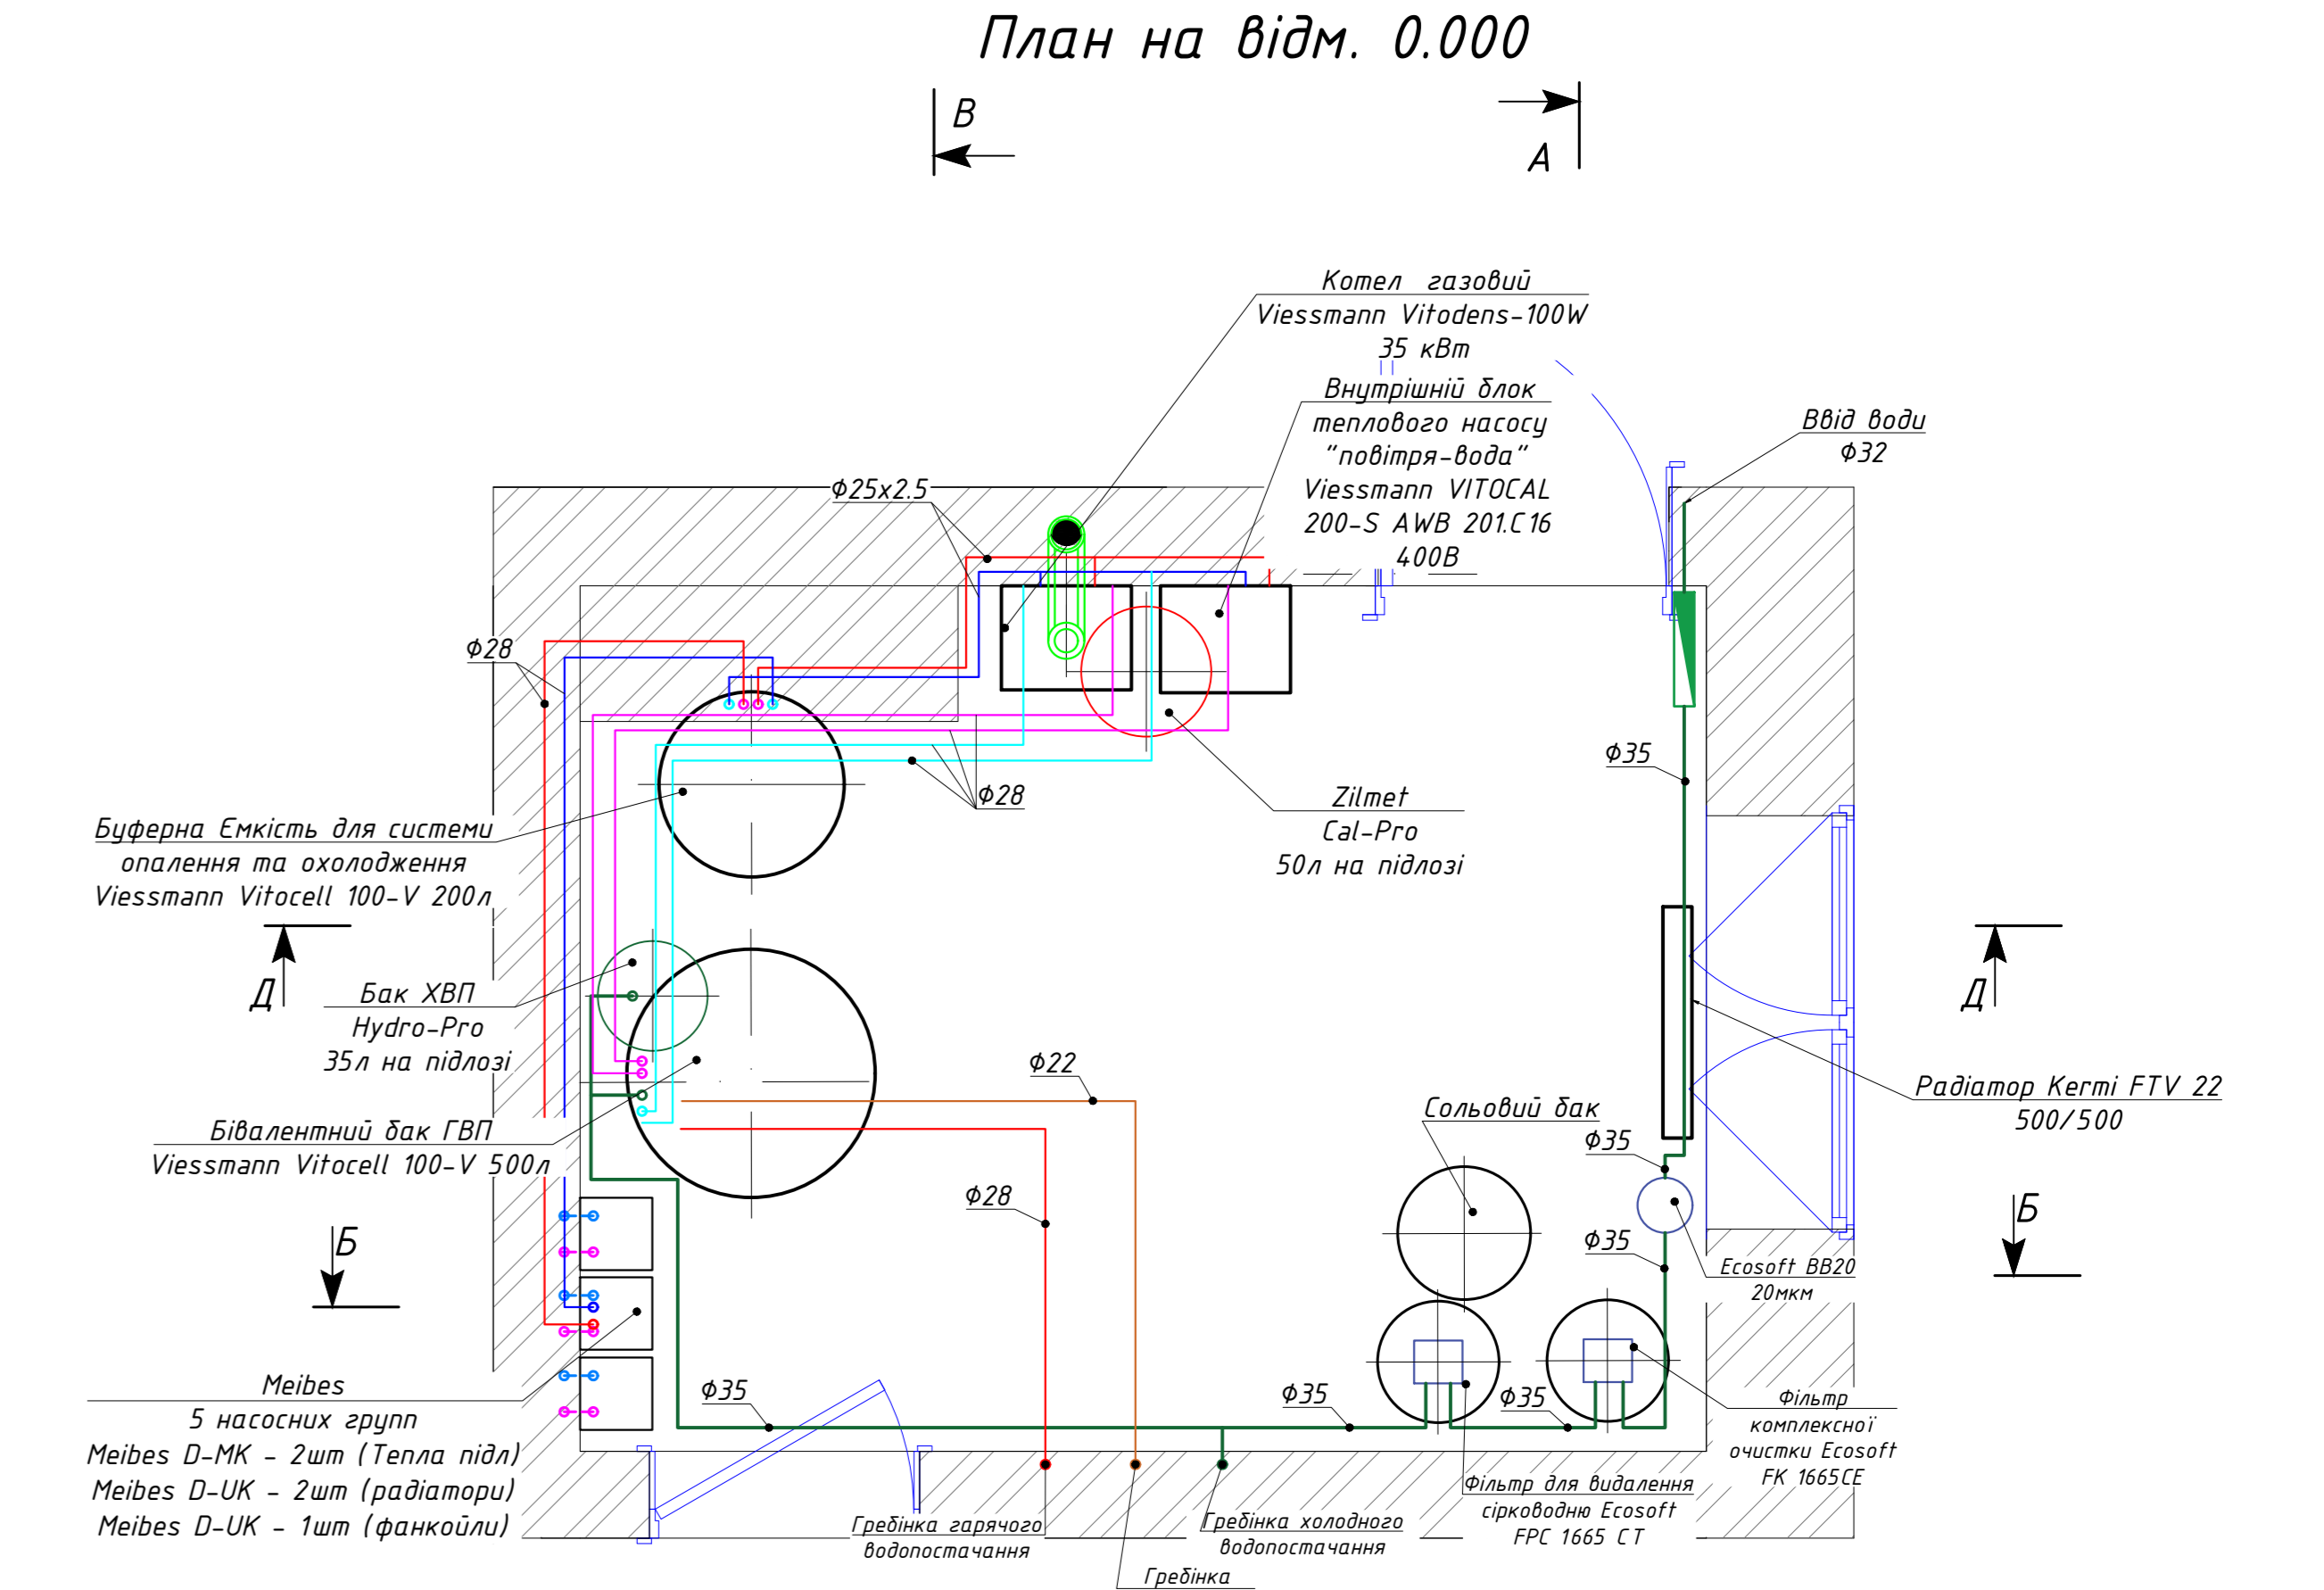 План на відм. 0.000
В
А
Котел газовий
Viessmann Vitodens-100W
35 кВт
Внутрішній блок
теплового насосу
"повітря-вода"
Viessmann VITOCAL
200-S AWB 201.C16
400В
Ввід води
Ф32
Ф25х2.5
Ф28
Ф35
Ф28
Zilmet
Cal-Pro
50л на підлозі
Буферна Ємкість для системи
опалення та охолодження
Viessmann Vitocell 100-V 200л
Д
Д
Бак ХВП
Hydro-Pro
35л на підлозі
Ф22
Радіатор Kermi FTV 22
500/500
Сольовий бак
Бівалентний бак ГВП
Viessmann Vitocell 100-V 500л
Ф35
Ф28
Б
Б
Ф35
Ecosoft BB20
20мкм
Meibes
5 насосних групп
Meibes D-MK - 2шт (Тепла підл)
Meibes D-UK - 2шт (радіатори)
Meibes D-UK - 1шт (фанкойли)
Ф35
Ф35
Ф35
Фільтр
комплексної
очистки Ecosoft
FK 1665CE
Фільтр для видалення
сірководню Ecosoft
FPC 1665 CT
Гребінка гарячого
водопостачання
Гребінка холодного
водопостачання
Гребінка